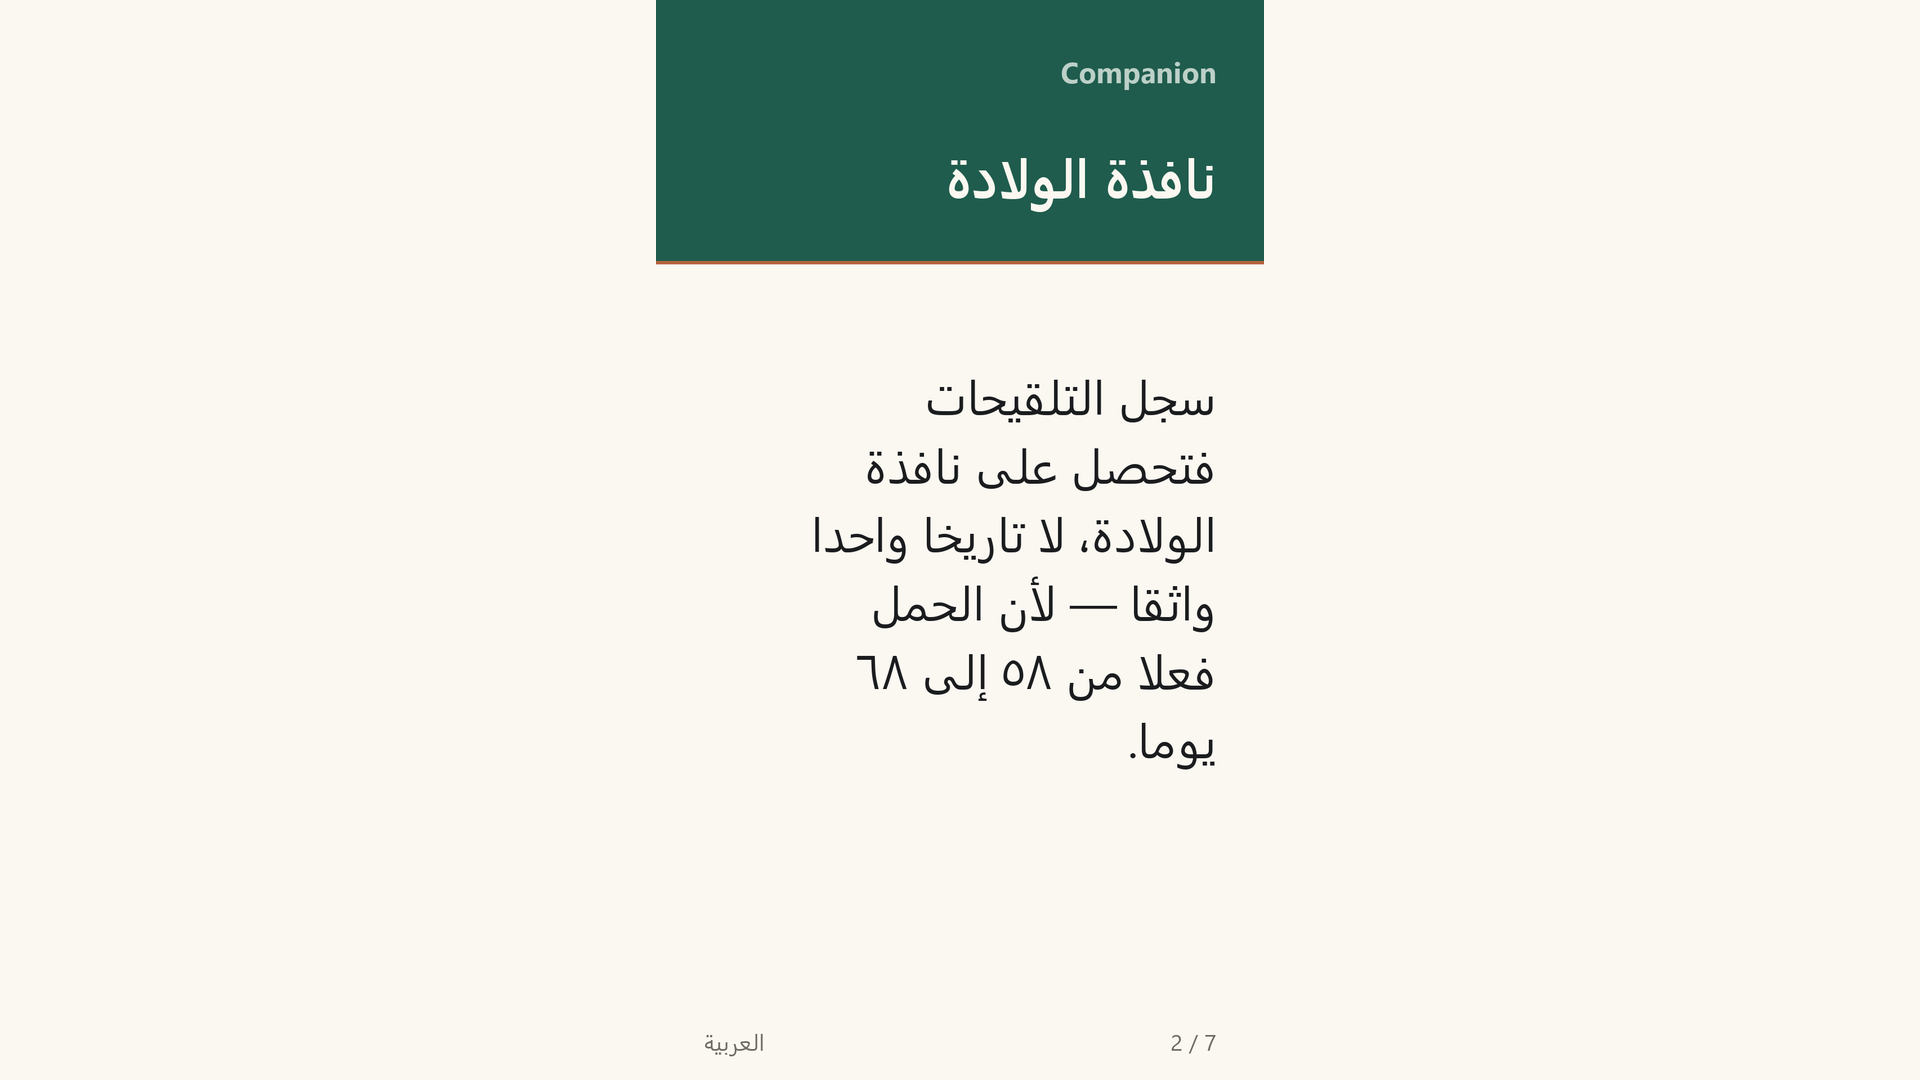 Companion
نافذة الولادة
سجل التلقيحات
فتحصل على نافذة
الولادة، لا تاريخا واحدا
واثقا — لأن الحمل
فعلا من ٥٨ إلى ٦٨
يوما.
2 / 7
العربية